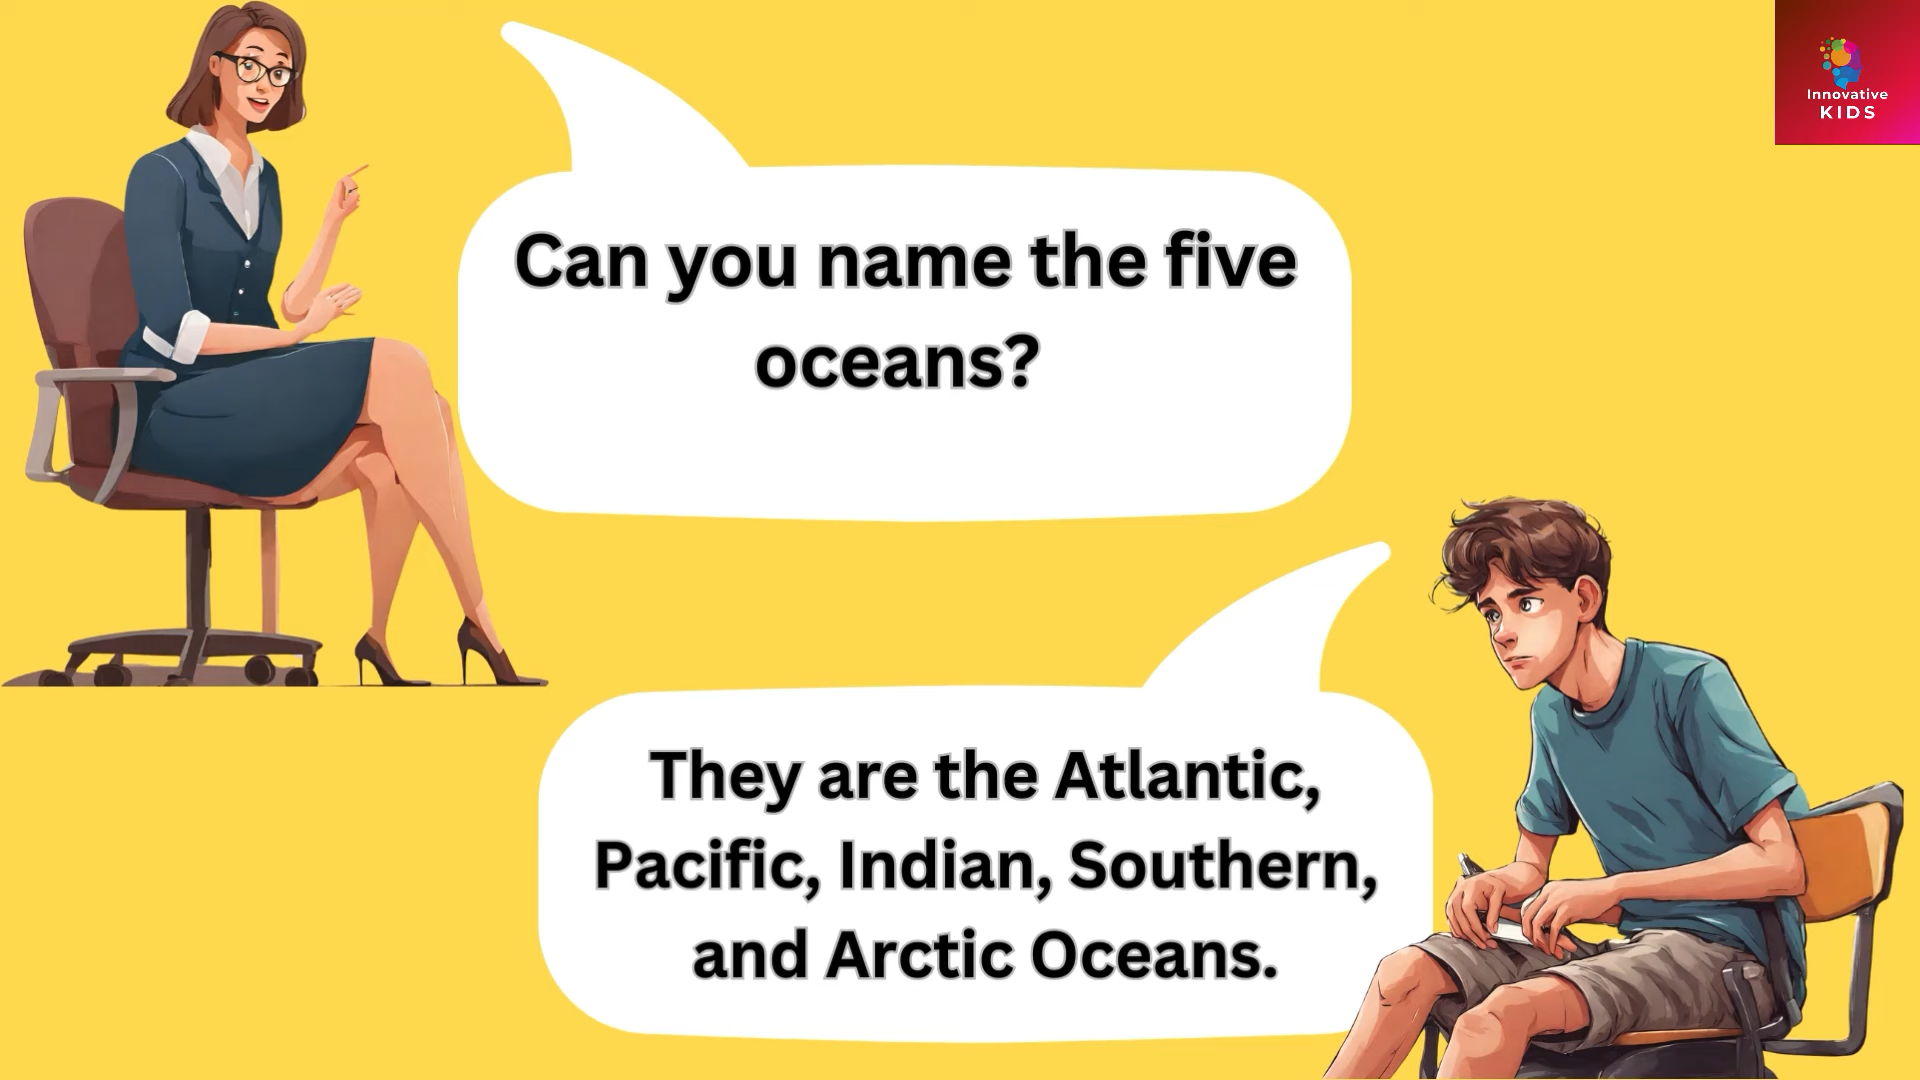 Innovative
KIDS
Can you name the five
oceans?
They are the Atlantic,
Pacific, Indian, Southern,
and Arctic Oceans.